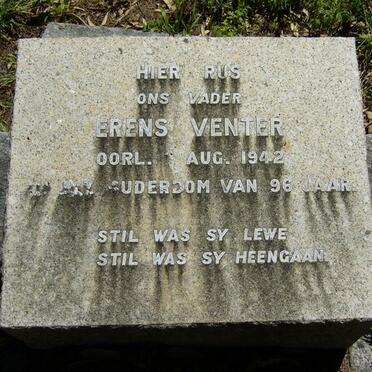 HIER RUS
ONS VADER
ERENS VENTER
OORL. AUG. 1942
OUDERDOM VAN 96 JAAR.
STIL WAS SY LEWE
STIL WAS SY HEENGAAN.